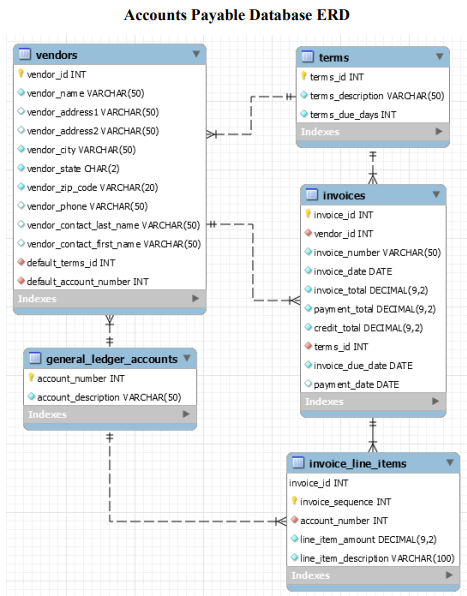 Accounts Payable Database ERD
vendors
vendor_id INT
vendor_name VARCHAR(50)
vendor_address1 VARCHAR(50)
vendor_address2 VARCHAR(50)
vendor_city VARCHAR(50)
vendor_state CHAR(2)
vendor_zip_code VARCHAR(20)
vendor_phone VARCHAR(50)
vendor_contact_last_name VARCHAR(50)
vendor_contact_first_name VARCHAR(50)
default_terms_id INT
default_account_number INT
Indexes
terms
terms_id INT
terms_description VARCHAR(50)
terms_due_days INT
Indexes
invoices
invoice_id INT
vendor_id INT
invoice_number VARCHAR(50)
invoice_date DATE
invoice_total DECIMAL(9,2)
payment_total DECIMAL(9,2)
credit_total DECIMAL(9,2)
terms_id INT
invoice_due_date DATE
payment_date DATE
Indexes
general_ledger_accounts
account_number INT
account_description VARCHAR(50)
Indexes
invoice_line_items
invoice_id INT
invoice_sequence INT
account_number INT
line_item_amount DECIMAL(9,2)
line_item_description VARCHAR(100)
Indexes